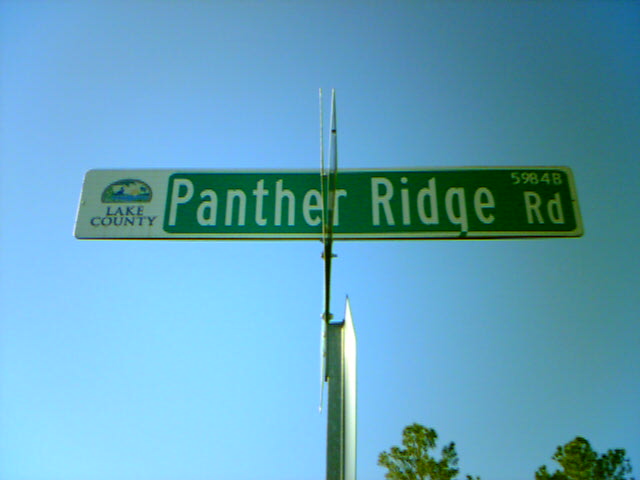 LAKE
COUNTY
Panther Ridge Rd
5984B